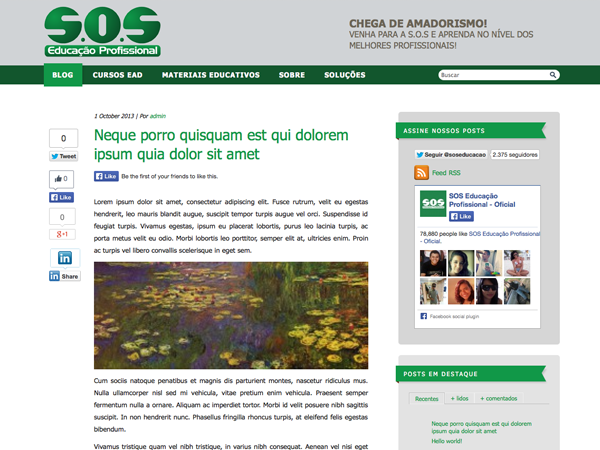 S.O.S
Educação Profissional
CHEGA DE AMADORISMO!
VENHA PARA A S.O.S E APRENDA NO NÍVEL DOS
MELHORES PROFISSIONAIS!
BLOG CURSOS EAD MATERIAIS EDUCATIVOS SOBRE SOLUÇÕES
Buscar
0
Tweet
0
Like
0
+1
in
Share
1 October 2013 | Por admin
Neque porro quisquam est qui dolorem
ipsum quia dolor sit amet
Like Be the first of your friends to like this.
Lorem ipsum dolor sit amet, consectetur adipiscing elit. Fusce rutrum, velit eu egestas
hendrerit, leo mauris blandit augue, suscipit tempor turpis augue vel orci. Suspendisse id
feugiat turpis. Vivamus egestas, ipsum eu placerat lobortis, purus leo lacinia turpis, ac
porta metus velit eu odio. Morbi lobortis leo porttitor, semper elit at, ultricies enim. Proin
ac turpis vel libero convallis scelerisque in eget sem.
Cum sociis natoque penatibus et magnis dis parturient montes, nascetur ridiculus mus.
Nulla ullamcorper nisl sed mi vehicula, vitae pretium enim vehicula. Praesent semper
fermentum nulla a ornare. Aliquam ac imperdiet tortor. Morbi id velit posuere nibh sagittis
suscipit. In non hendrerit nunc. Phasellus fringilla rhoncus turpis, at eleifend felis egestas
bibendum.
Vivamus tristique quam vel nibh tristique, in varius nibh consequat. Aenean vel nisi eget
ASSINE NOSSOS POSTS
Seguir @soseducacao 2.375 seguidores
Feed RSS
SOS
SOS Educação
Profissional - Oficial
Like
78,880 people like SOS Educação Profissional
- Oficial.
Facebook social plugin
POSTS EM DESTAQUE
Recentes + lidos + comentados
Neque porro quisquam est qui dolorem
ipsum quia dolor sit amet
Hello world!